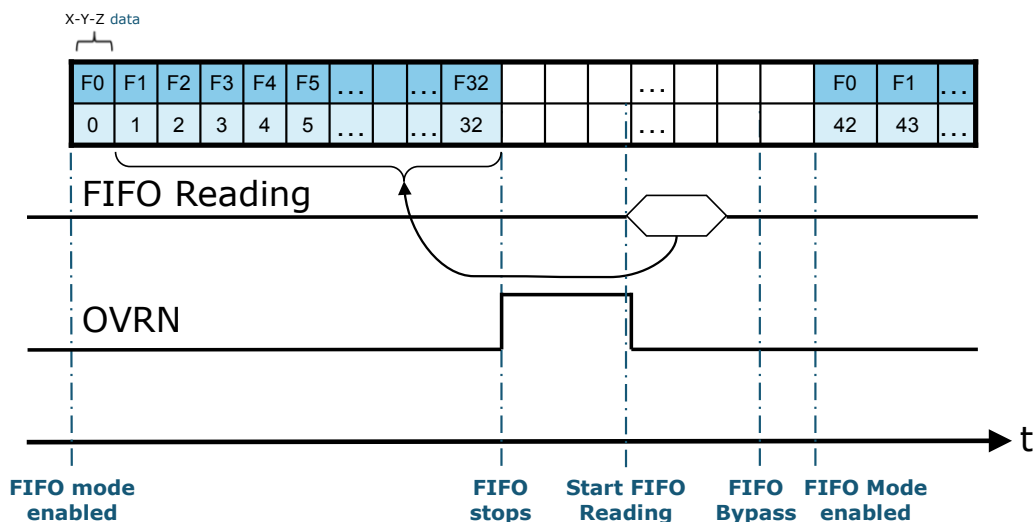 X-Y-Z data
F0 F1 F2 F3 F4 F5 ... ... F32 ... F0 F1 ...
0 1 2 3 4 5 ... ... 32 ... 42 43 ...
FIFO Reading
OVRN
t
FIFO mode enabled
FIFO stops
Start FIFO Reading
FIFO Bypass
FIFO Mode enabled